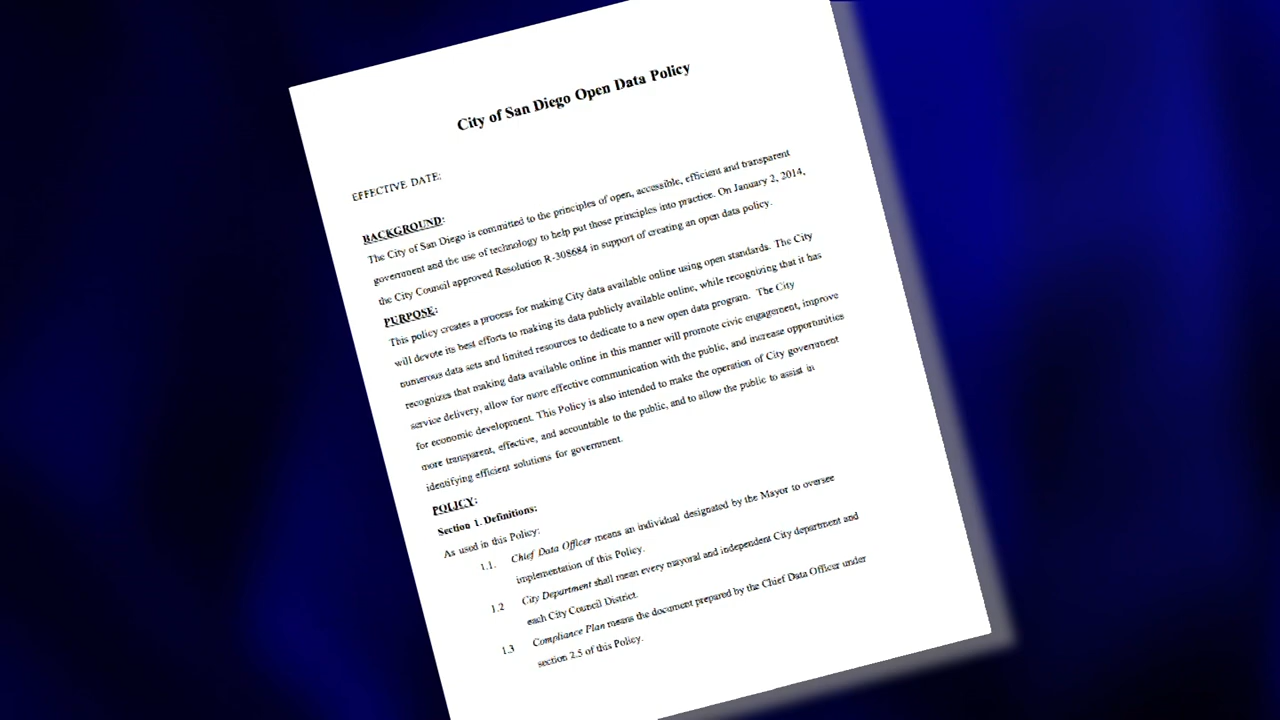 City of San Diego Open Data Policy
EFFECTIVE DATE:
BACKGROUND:
The City of San Diego is committed to the principles of open, accessible, efficient and transparent
government and the use of technology to help put those principles into practice. On January 2, 2014,
the City Council approved Resolution R-308684 in support of creating an open data policy.
PURPOSE:
This policy creates a process for making City data available online using open standards. The City
will devote its best efforts to making its data publicly available online, while recognizing that it has
numerous data sets and limited resources to dedicate to a new open data program. The City
recognizes that making data available online in this manner will promote civic engagement, improve
service delivery, allow for more effective communication with the public, and increase opportunities
for economic development. This Policy is also intended to make the operation of City government
more transparent, effective, and accountable to the public, and to allow the public to assist in
identifying efficient solutions for government.
POLICY:
Section 1. Definitions:
As used in this Policy:
1.1. Chief Data Officer means an individual designated by the Mayor to oversee
implementation of this Policy.
1.2 City Department shall mean every mayoral and independent City department and
each City Council District.
1.3 Compliance Plan means the document prepared by the Chief Data Officer under
section 2.5 of this Policy.